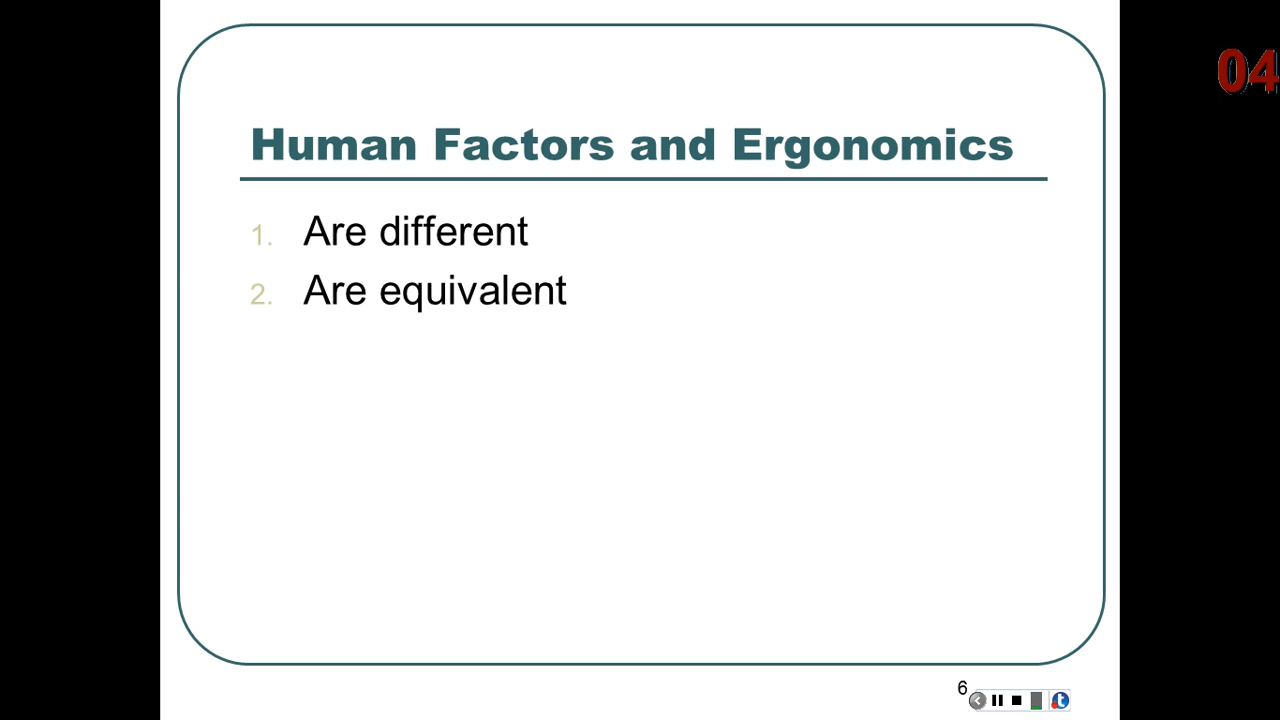 04
Human Factors and Ergonomics
1. Are different
2. Are equivalent
6
t